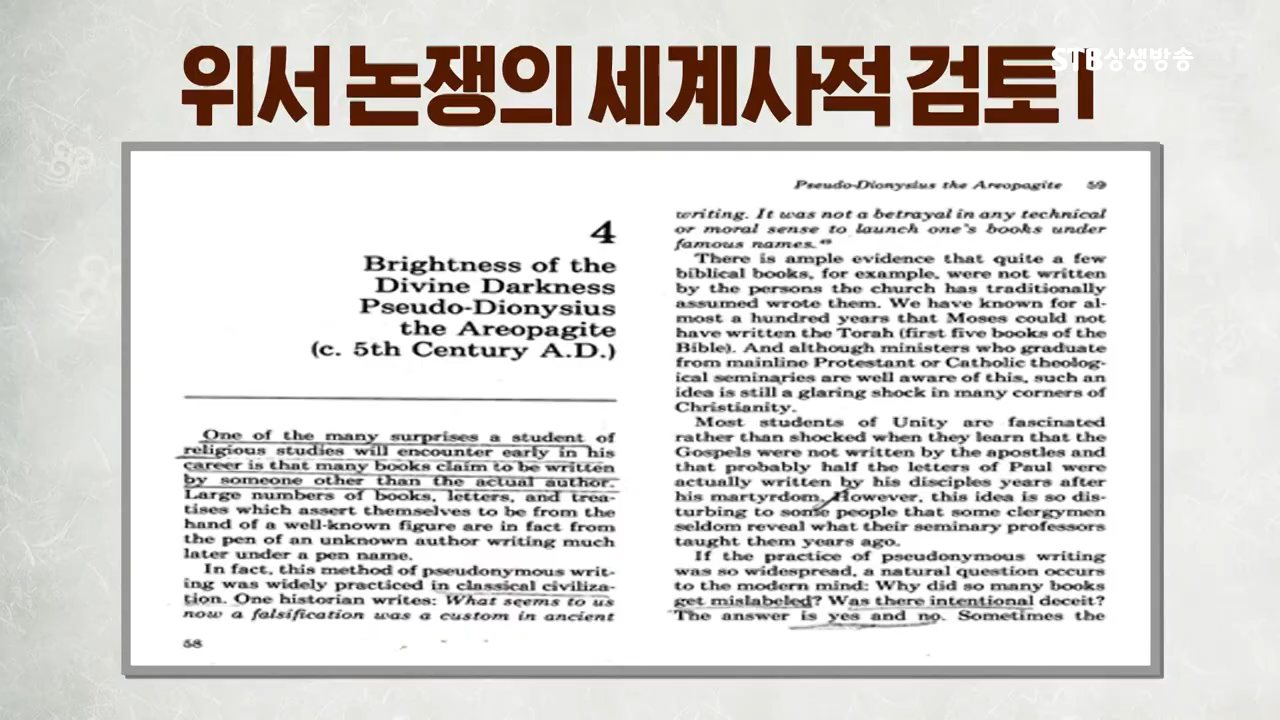 위서 논쟁의 세계사적 검토 I
STB상생방송
4
Brightness of the
Divine Darkness
Pseudo-Dionysius
the Areopagite
(c. 5th Century A.D.)
One of the many surprises a student of
religious studies will encounter early in his
career is that many books claim to be written
by someone other than the actual author.
Large numbers of books, letters, and trea-
tises which assert themselves to be from the
hand of a well-known figure are in fact from
the pen of an unknown author writing much
later under a pen name.
In fact, this method of pseudonymous writ-
ing was widely practiced in classical civiliza-
tion. One historian writes: What seems to us
now a falsification was a custom in ancient
58
Pseudo-Dionysius the Areopagite 59
writing. It was not a betrayal in any technical
or moral sense to launch one's books under
famous names.
There is ample evidence that quite a few
biblical books, for example, were not written
by the persons the church has traditionally
assumed wrote them. We have known for al-
most a hundred years that Moses could not
have written the Torah (first five books of the
Bible). And although ministers who graduate
from mainline Protestant or Catholic theolog-
ical seminaries are well aware of this, such an
idea is still a glaring shock in many corners of
Christianity.
Most students of Unity are fascinated
rather than shocked when they learn that the
Gospels were not written by the apostles and
that probably half the letters of Paul were
actually written by his disciples years after
his martyrdom. However, this idea is so dis-
turbing to some people that some clergymen
seldom reveal what their seminary professors
taught them years ago.
If the practice of pseudonymous writing
was so widespread, a natural question occurs
to the modern mind: Why did so many books
get mislabeled? Was there intentional deceit?
The answer is yes and no. Sometimes the